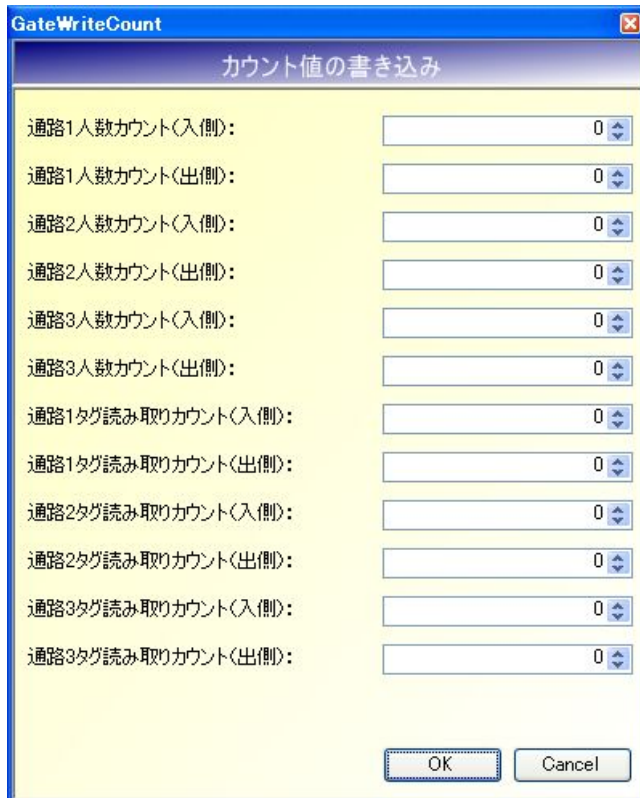 GateWriteCount
カウント値の書き込み
通路1人数カウント(入側): 0
通路1人数カウント(出側): 0
通路2人数カウント(入側): 0
通路2人数カウント(出側): 0
通路3人数カウント(入側): 0
通路3人数カウント(出側): 0
通路1タグ読み取りカウント(入側): 0
通路1タグ読み取りカウント(出側): 0
通路2タグ読み取りカウント(入側): 0
通路2タグ読み取りカウント(出側): 0
通路3タグ読み取りカウント(入側): 0
通路3タグ読み取りカウント(出側): 0
OK Cancel